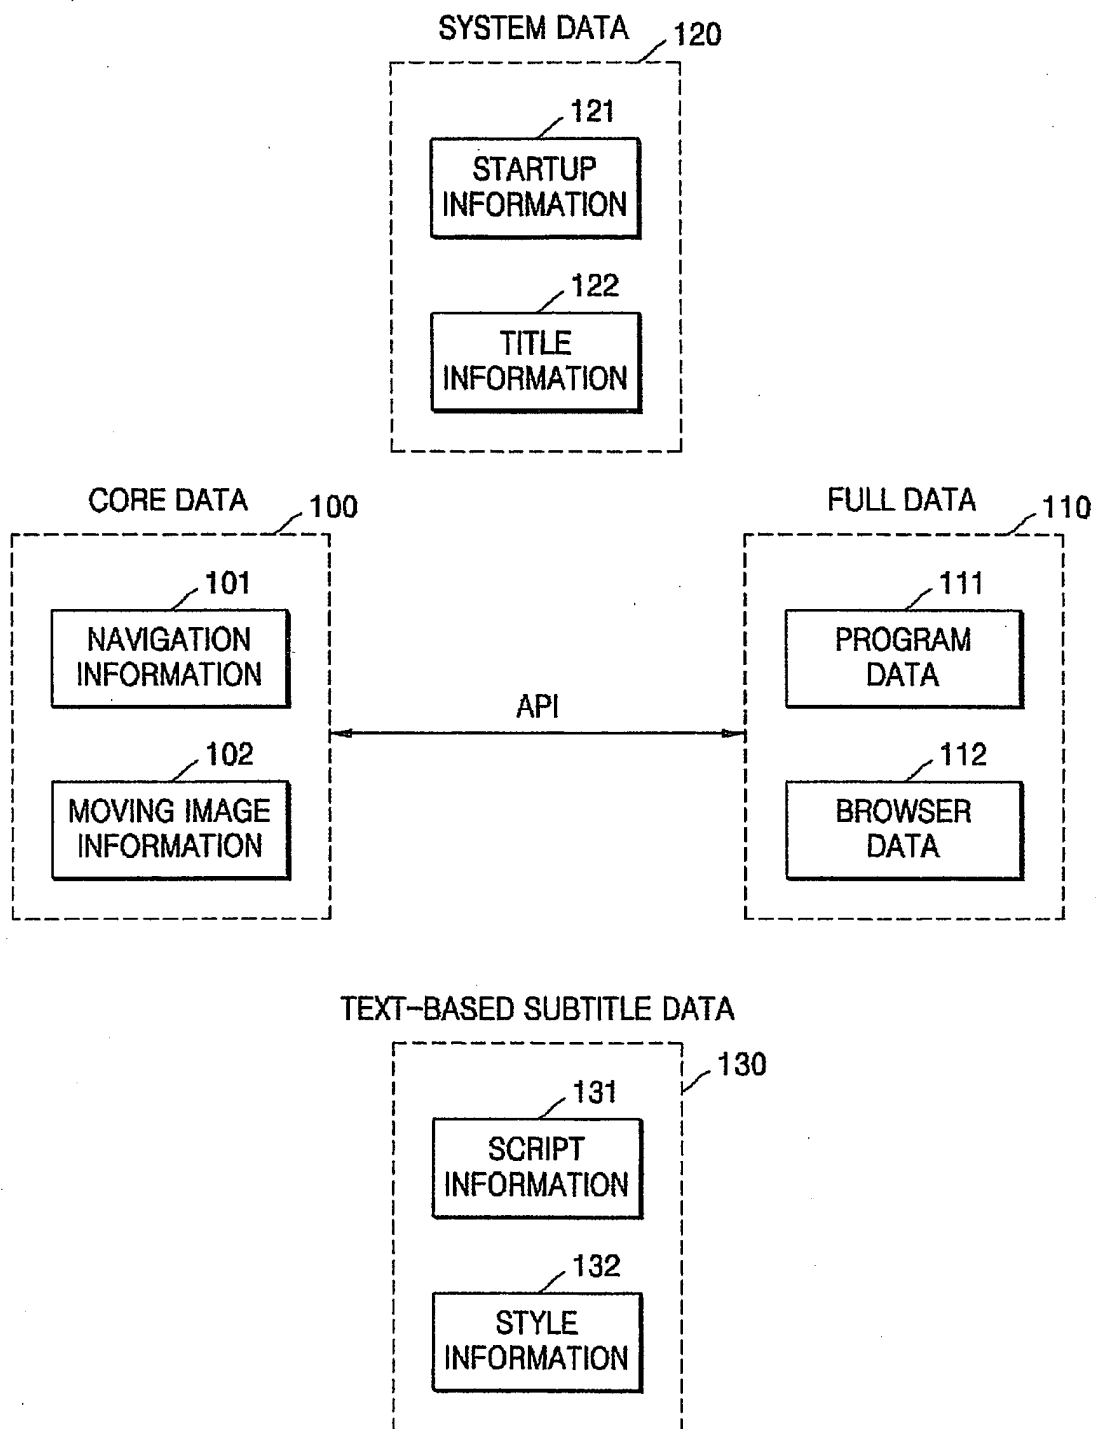 SYSTEM DATA
120
121
STARTUP
INFORMATION
122
TITLE
INFORMATION
CORE DATA
100
101
NAVIGATION
INFORMATION
102
MOVING IMAGE
INFORMATION
API
FULL DATA
110
111
PROGRAM
DATA
112
BROWSER
DATA
TEXT-BASED SUBTITLE DATA
130
131
SCRIPT
INFORMATION
132
STYLE
INFORMATION